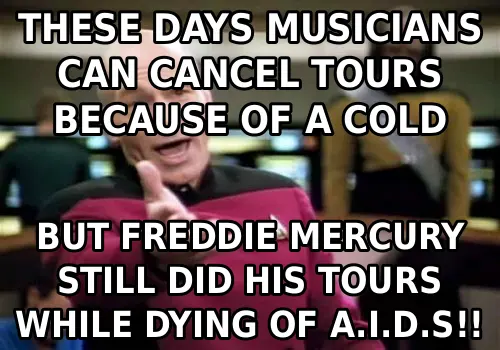 THESE DAYS MUSICIANS
CAN CANCEL TOURS
BECAUSE OF A COLD
BUT FREDDIE MERCURY
STILL DID HIS TOURS
WHILE DYING OF A.I.D.S!!